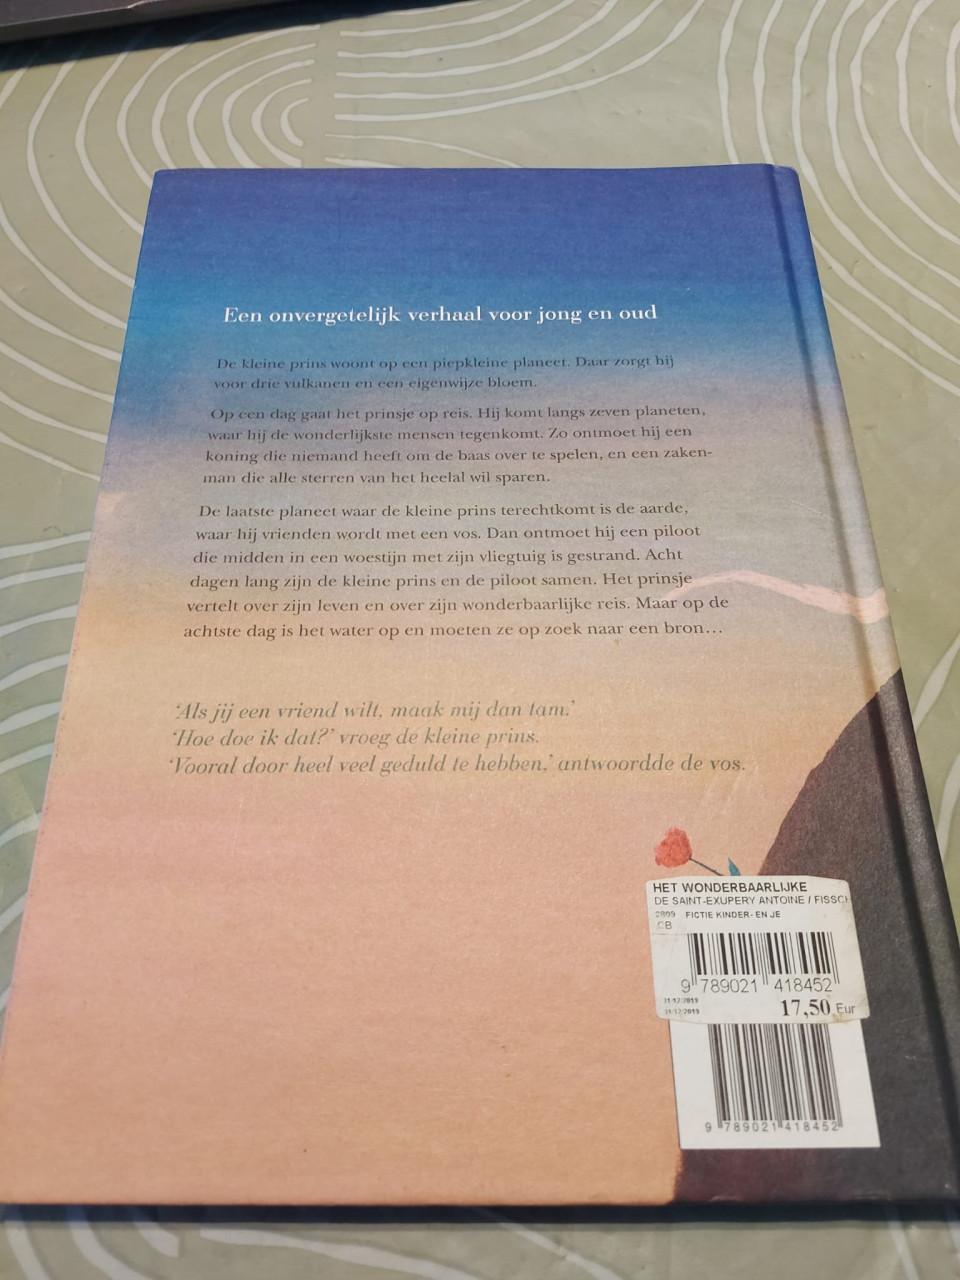 Een onvergetelijk verhaal voor jong en oud
De kleine prins woont op een piepkleine planeet. Daar zorgt hij
voor drie vulkanen en een eigenwijze bloem.
Op een dag gaat het prinsje op reis. Hij komt langs zeven planeten,
waar hij de wonderlijkste mensen tegenkomt. Zo ontmoet hij een
koning die niemand heeft om de baas over te spelen, en een zaken-
man die alle sterren van het heelal wil sparen.
De laatste planeet waar de kleine prins terechtkomt is de aarde,
waar hij vrienden wordt met een vos. Dan ontmoet hij een piloot
die midden in een woestijn met zijn vliegtuig is gestrand. Acht
dagen lang zijn de kleine prins en de piloot samen. Het prinsje
vertelt over zijn leven en over zijn wonderbaarlijke reis. Maar op de
achtste dag is het water op en moeten ze op zoek naar een bron...
‘Als jij een vriend wilt, maak mij dan tam.’
‘Hoe doe ik dat?’ vroeg de kleine prins.
‘Vooral door heel veel geduld te hebben,’ antwoordde de vos.
HET WONDERBAARLIJKE
DE SAINT-EXUPERY ANTOINE / FISSCH
2809 FICTIE KINDER- EN JE
CB
9 789021 418452
31/12/2019
31/12/2019
17,50 Eur
9 789021 418452